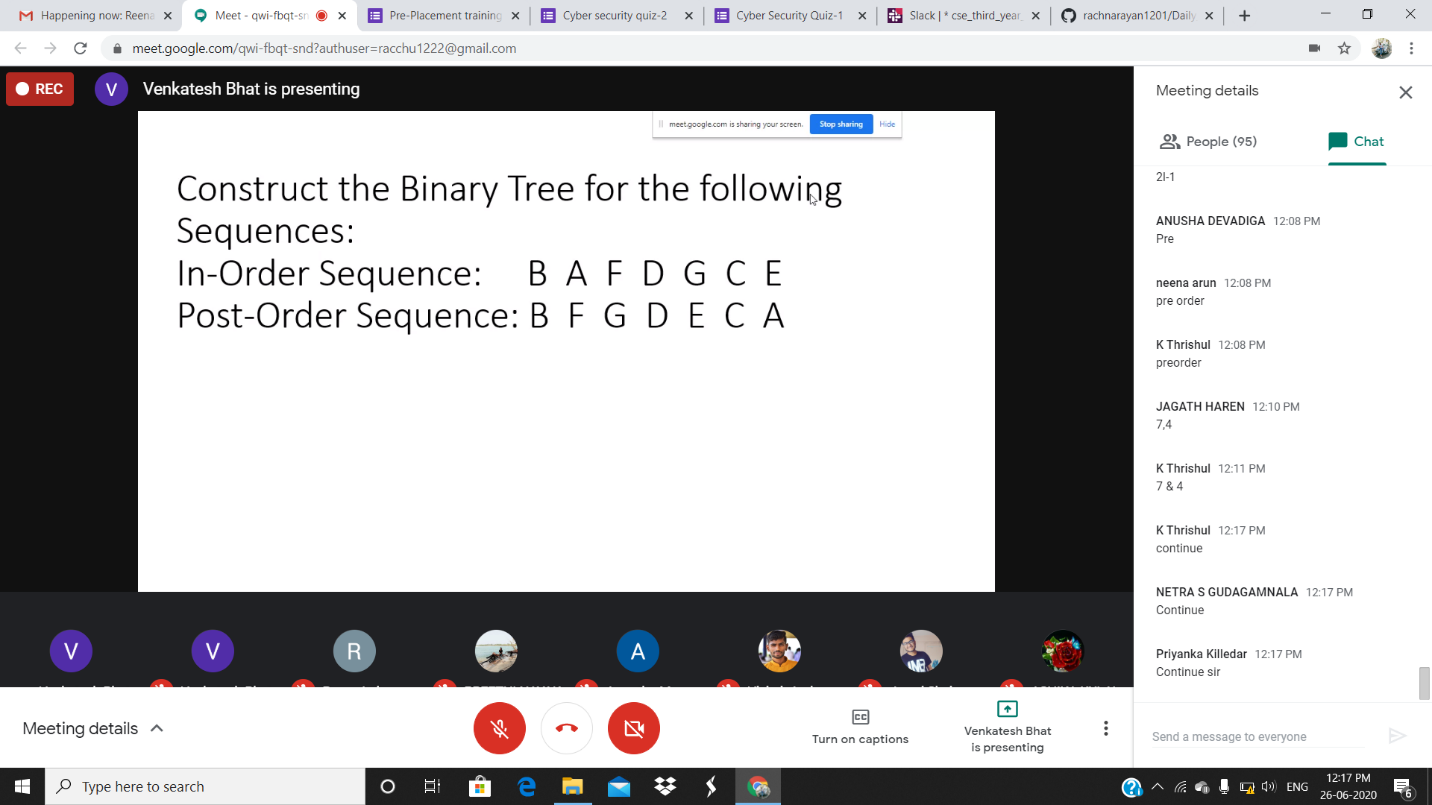 Happening now: Reena
Meet - qwi-fbqt-sn
Pre-Placement training
Cyber security quiz-2
Cyber Security Quiz-1
Slack | * cse_third_year_
rachnarayan1201/Daily
meet.google.com/qwi-fbqt-snd?authuser=racchu1222@gmail.com
REC
V
Venkatesh Bhat is presenting
meet.google.com is sharing your screen.
Stop sharing
Hide
Construct the Binary Tree for the following
Sequences:
In-Order Sequence: B A F D G C E
Post-Order Sequence: B F G D E C A
V
V
R
A
Meeting details
Turn on captions
Venkatesh Bhat
is presenting
Meeting details
People (95)
Chat
2l-1
ANUSHA DEVADIGA 12:08 PM
Pre
neena arun 12:08 PM
pre order
K Thrishul 12:08 PM
preorder
JAGATH HAREN 12:10 PM
7,4
K Thrishul 12:11 PM
7 & 4
K Thrishul 12:17 PM
continue
NETRA S GUDAGAMNALA 12:17 PM
Continue
Priyanka Killedar 12:17 PM
Continue sir
Send a message to everyone
Type here to search
ENG
12:17 PM
26-06-2020
6